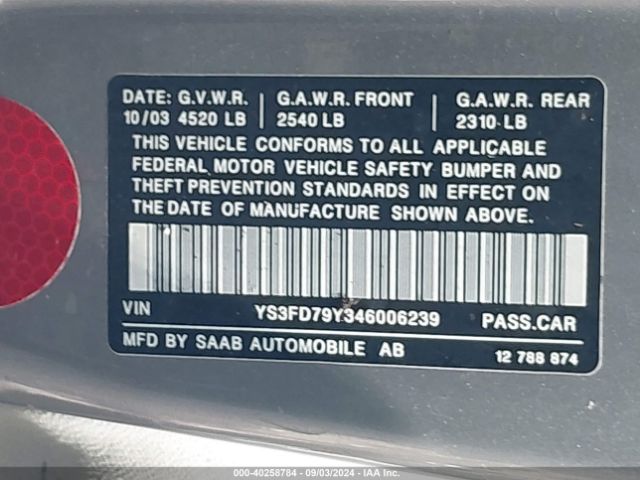 DATE: G.V.W.R. G.A.W.R. FRONT G.A.W.R. REAR
10/03 4520 LB 2540 LB 2310 LB
THIS VEHICLE CONFORMS TO ALL APPLICABLE
FEDERAL MOTOR VEHICLE SAFETY BUMPER AND
THEFT PREVENTION STANDARDS IN EFFECT ON
THE DATE OF MANUFACTURE SHOWN ABOVE.
VIN YS3FD79Y346006239 PASS.CAR
MFD BY SAAB AUTOMOBILE AB 12 788 874
000-40258784 - 09/03/2024 - IAA Inc.